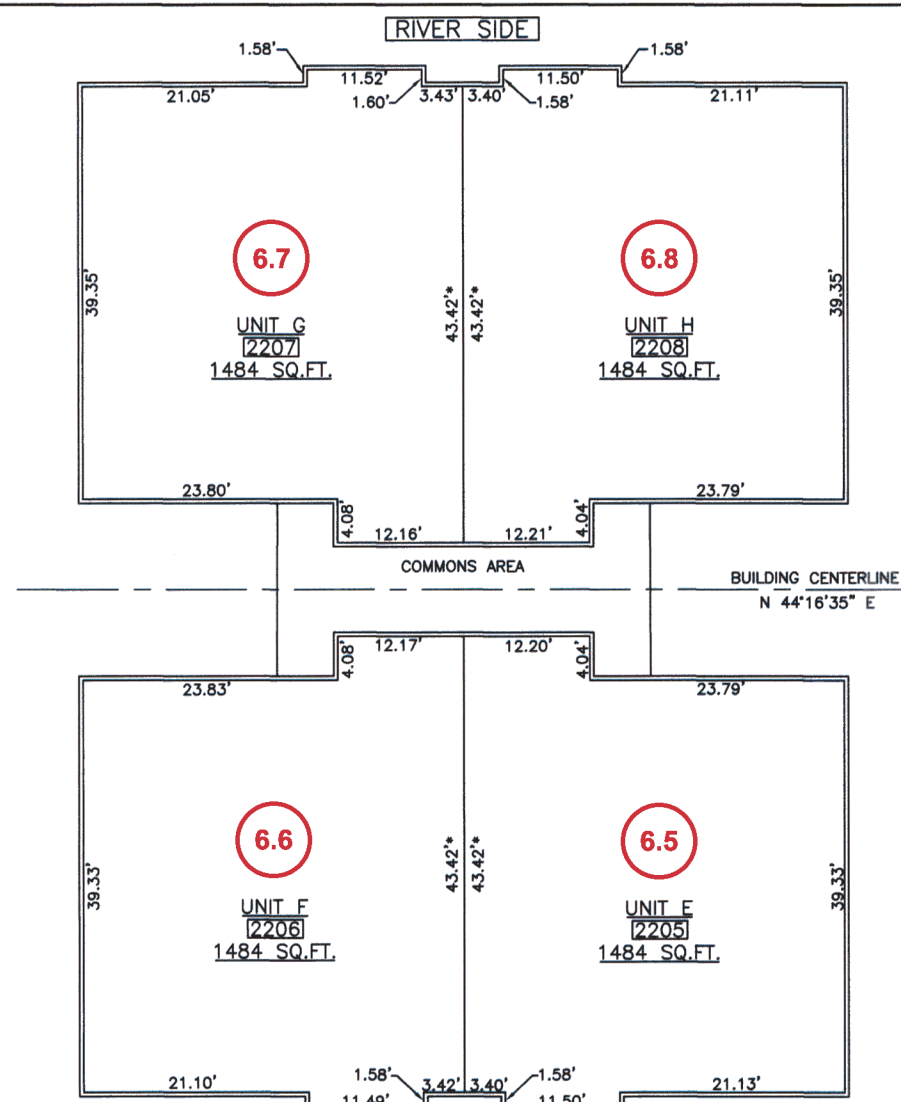 RIVER SIDE
1.58' 1.58'
11.52' 11.50'
21.05' 1.60' 3.43' 3.40' 1.58' 21.11'
6.7 6.8
39.35' 43.42'* 43.42'* 39.35'
UNIT G UNIT H
2207 2208
1484 SQ.FT. 1484 SQ.FT.
23.80' 23.79'
4.08' 12.16' 12.21' 4.04'
COMMONS AREA
BUILDING CENTERLINE
N 44°16'35" E
4.08' 12.17' 12.20' 4.04'
23.83' 23.79'
6.6 6.5
39.33' 43.42'* 43.42'* 39.33'
UNIT F UNIT E
2206 2205
1484 SQ.FT. 1484 SQ.FT.
21.10' 1.58' 3.42' 3.40' 1.58' 21.13'
11.49' 11.50'